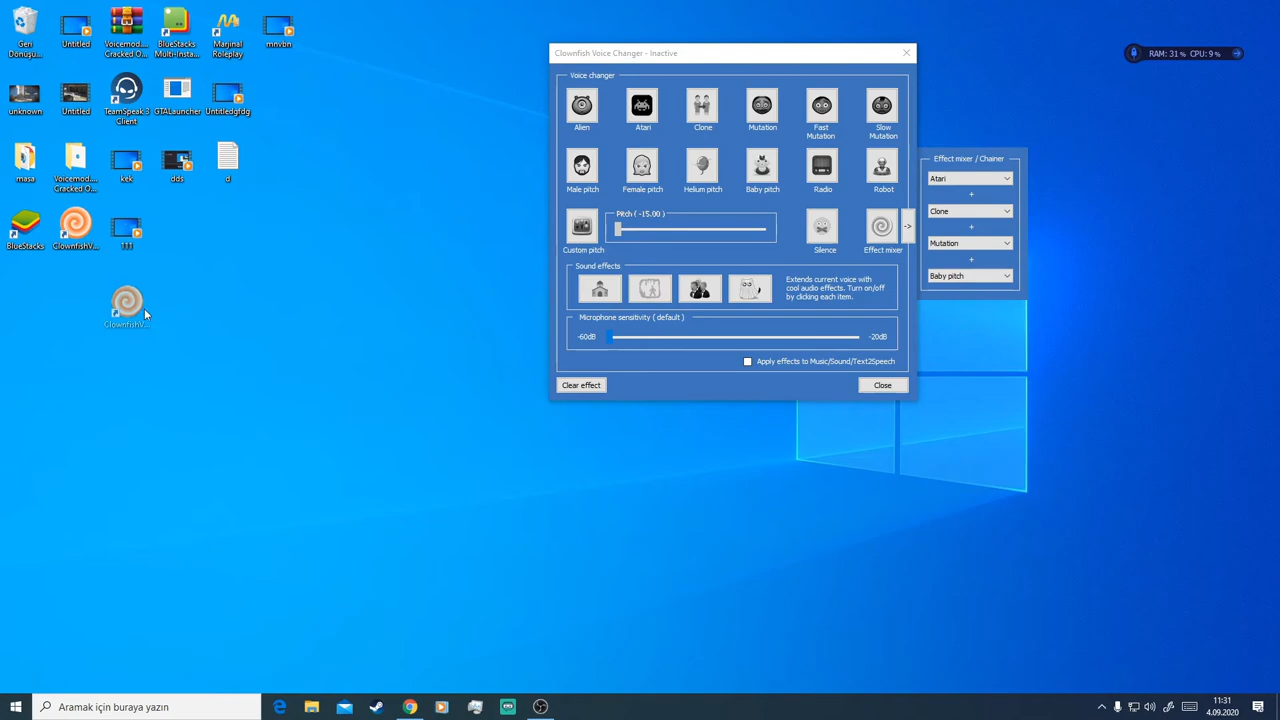 Geri
Dönüşü...
Untitled
Voicemod....
Cracked O...
BlueStacks
Multi-Insta...
Marjinal
Roleplay
mnvbn
unknown
Untitled
TeamSpeak 3
Client
GTALauncher
Untitledgfdg
masa
Voicemod....
Cracked O...
kek
dds
d
BlueStacks
ClownfishV...
111
ClownfishV...
Clownfish Voice Changer - Inactive
Voice changer
Alien
Atari
Clone
Mutation
Fast
Mutation
Slow
Mutation
Male pitch
Female pitch
Helium pitch
Baby pitch
Radio
Robot
Custom pitch
Pitch ( -15.00 )
Silence
Effect mixer
->
Sound effects
Extends current voice with
cool audio effects. Turn on/off
by clicking each item.
Microphone sensitivity ( default )
-60dB
-20dB
Apply effects to Music/Sound/Text2Speech
Clear effect
Close
Effect mixer / Chainer
Atari
+
Clone
+
Mutation
+
Baby pitch
RAM: 31% CPU: 9%
Aramak için buraya yazın
11:31
4.09.2020